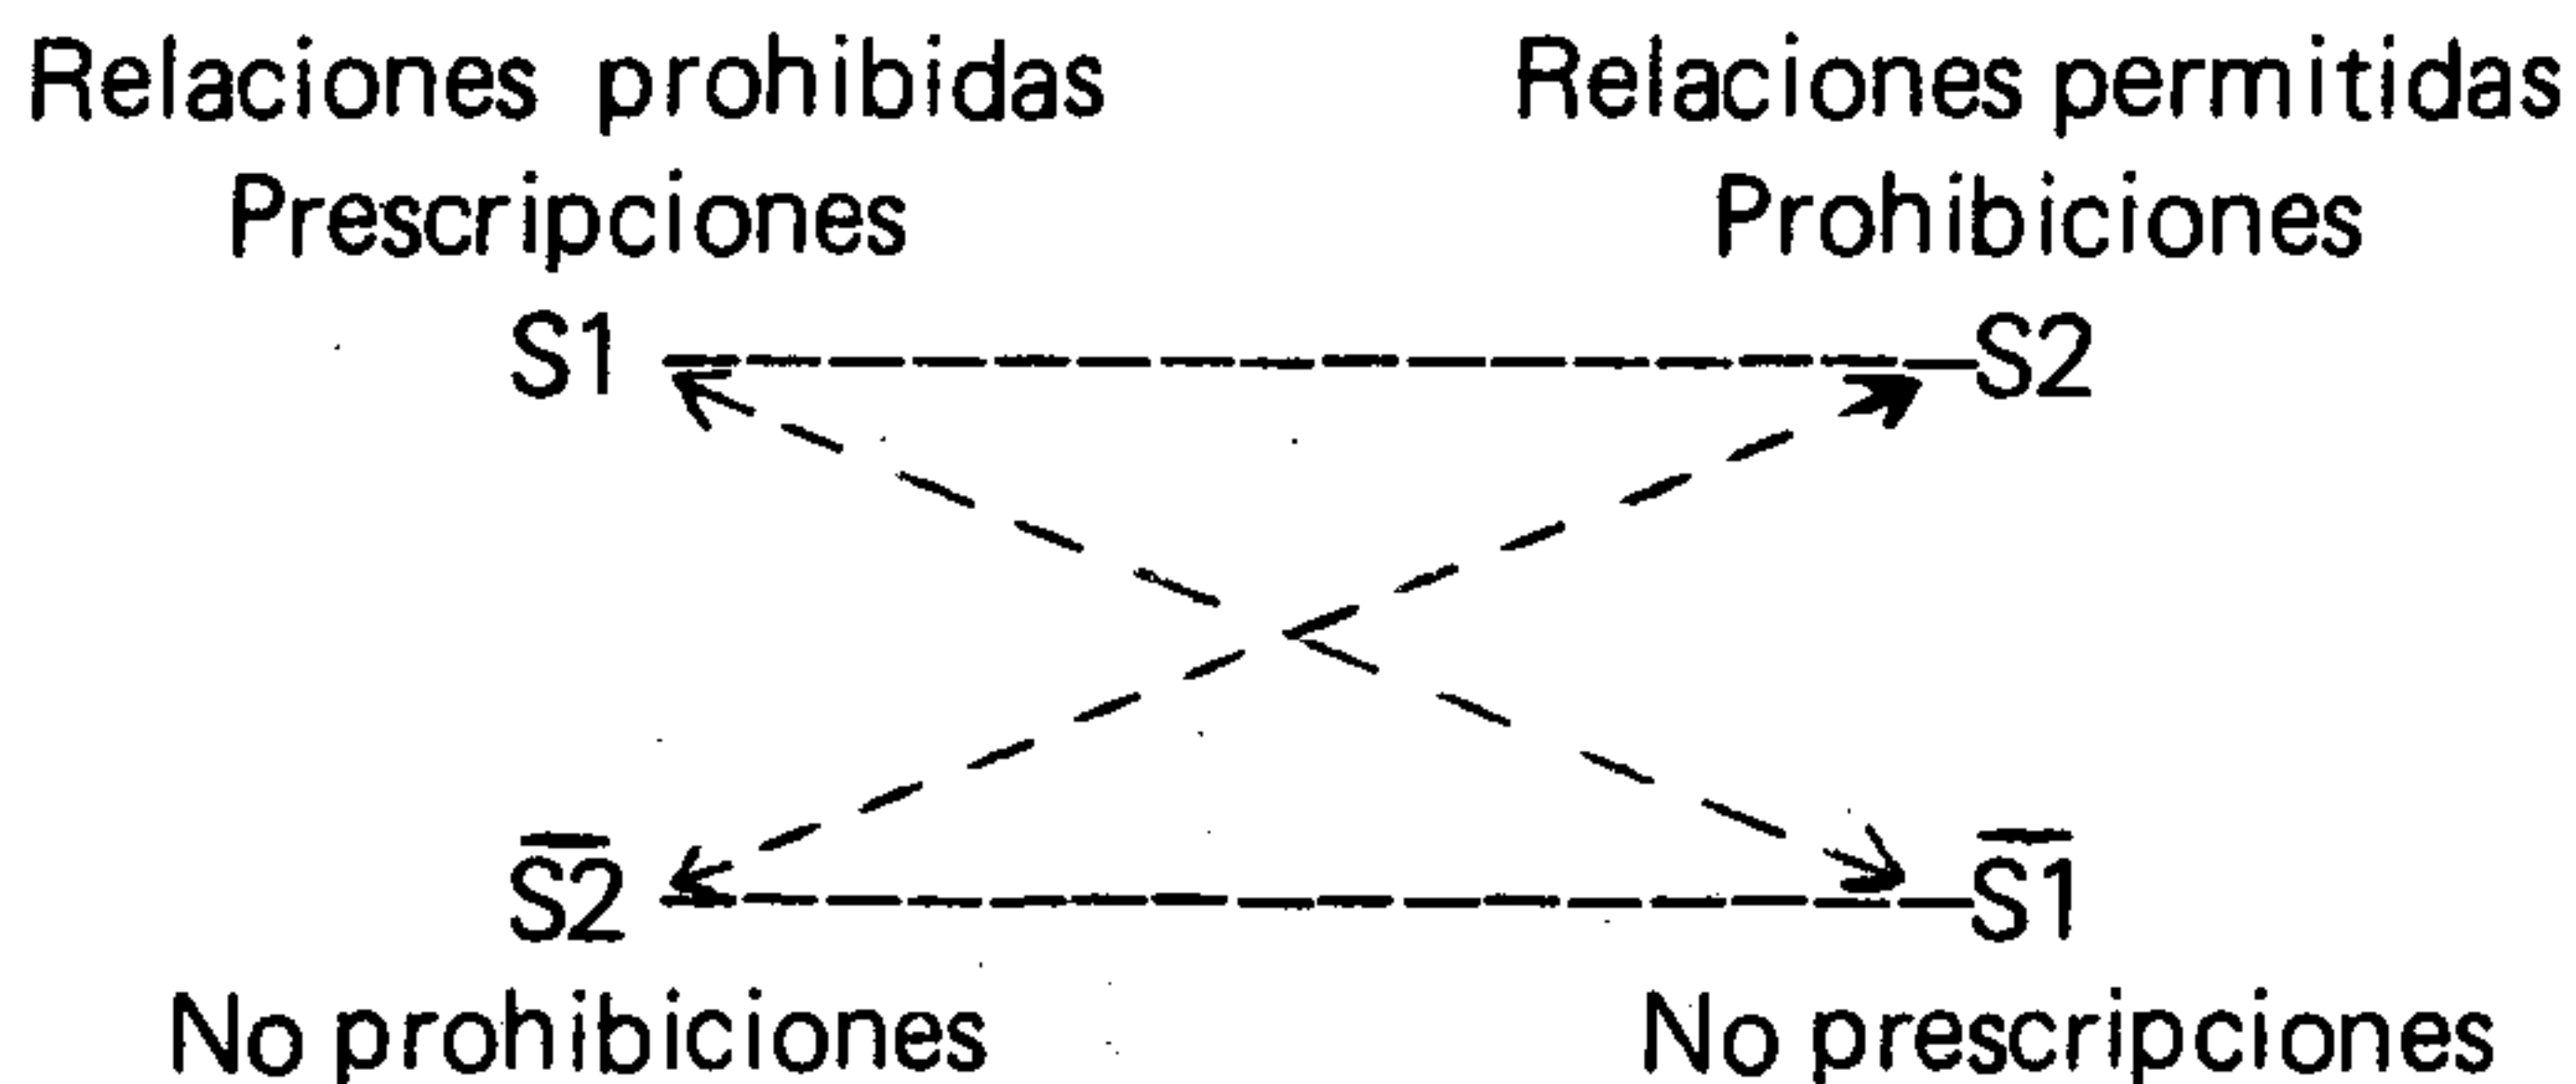 Relaciones prohibidas Relaciones permitidas
Prescripciones Prohibiciones
S1 S2
S̅2̅ S̅1̅
No prohibiciones No prescripciones